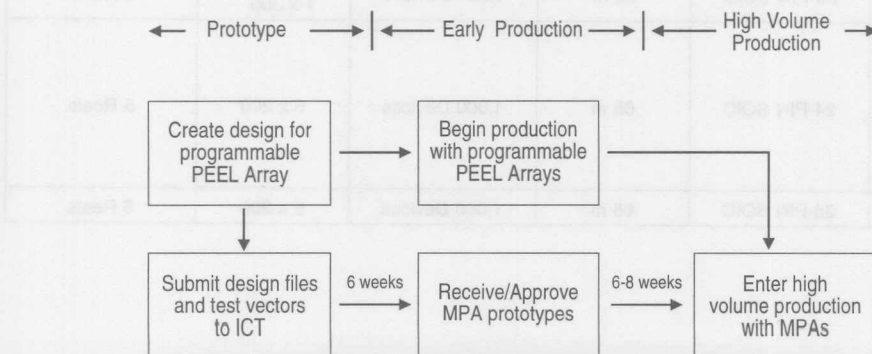 Prototype
Early Production
High Volume
Production
Create design for
programmable
PEEL Array
Begin production
with programmable
PEEL Arrays
Submit design files
and test vectors
to ICT
6 weeks
Receive/Approve
MPA prototypes
6-8 weeks
Enter high
volume production
with MPAs